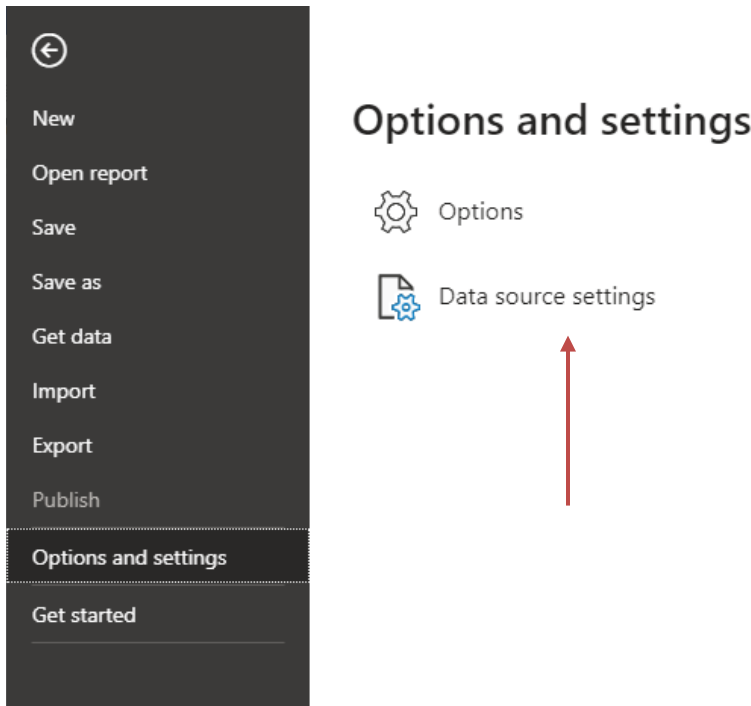 New
Open report
Save
Save as
Get data
Import
Export
Publish
Options and settings
Get started
Options and settings
Options
Data source settings